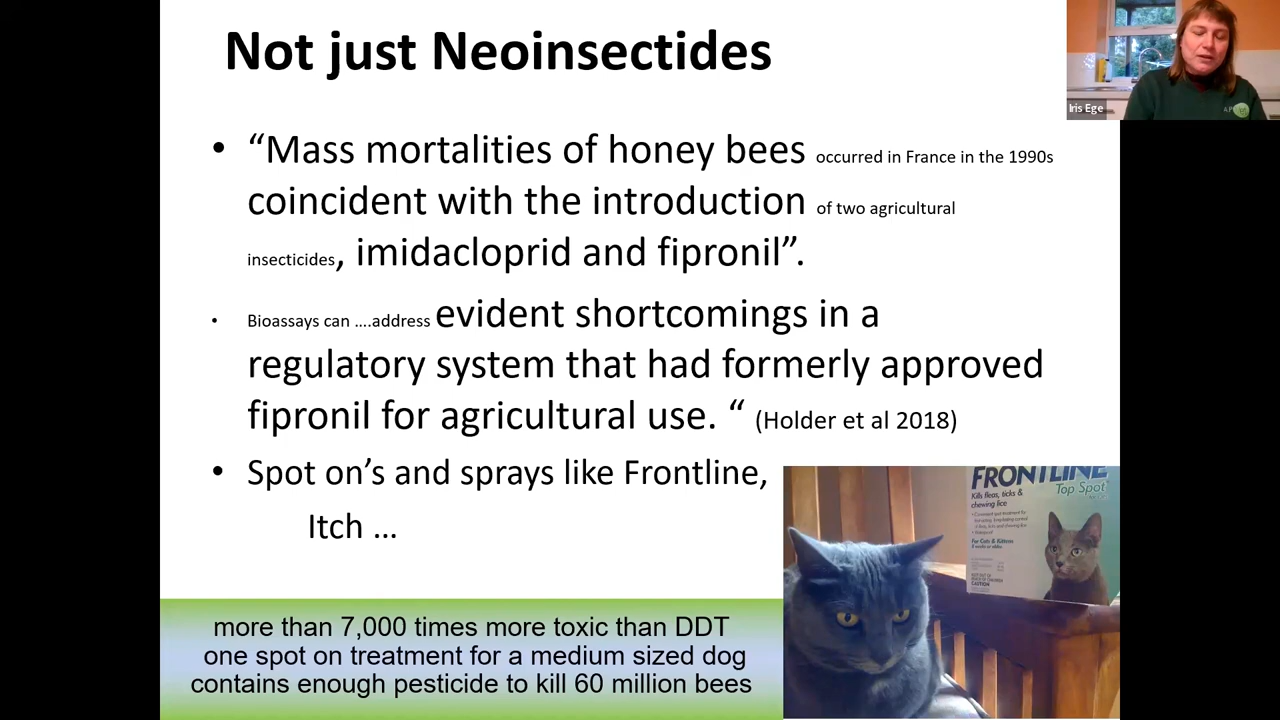 Not just Neoinsectides
Iris Ege
• “Mass mortalities of honey bees occurred in France in the 1990s
coincident with the introduction of two agricultural
insecticides, imidacloprid and fipronil”.
• Bioassays can ....address evident shortcomings in a
regulatory system that had formerly approved
fipronil for agricultural use. “ (Holder et al 2018)
• Spot on’s and sprays like Frontline,
Itch ...
FRONTLINE
Top Spot
Kills fleas, ticks &
chewing lice
For Cats & Kittens
CAUTION
more than 7,000 times more toxic than DDT
one spot on treatment for a medium sized dog
contains enough pesticide to kill 60 million bees